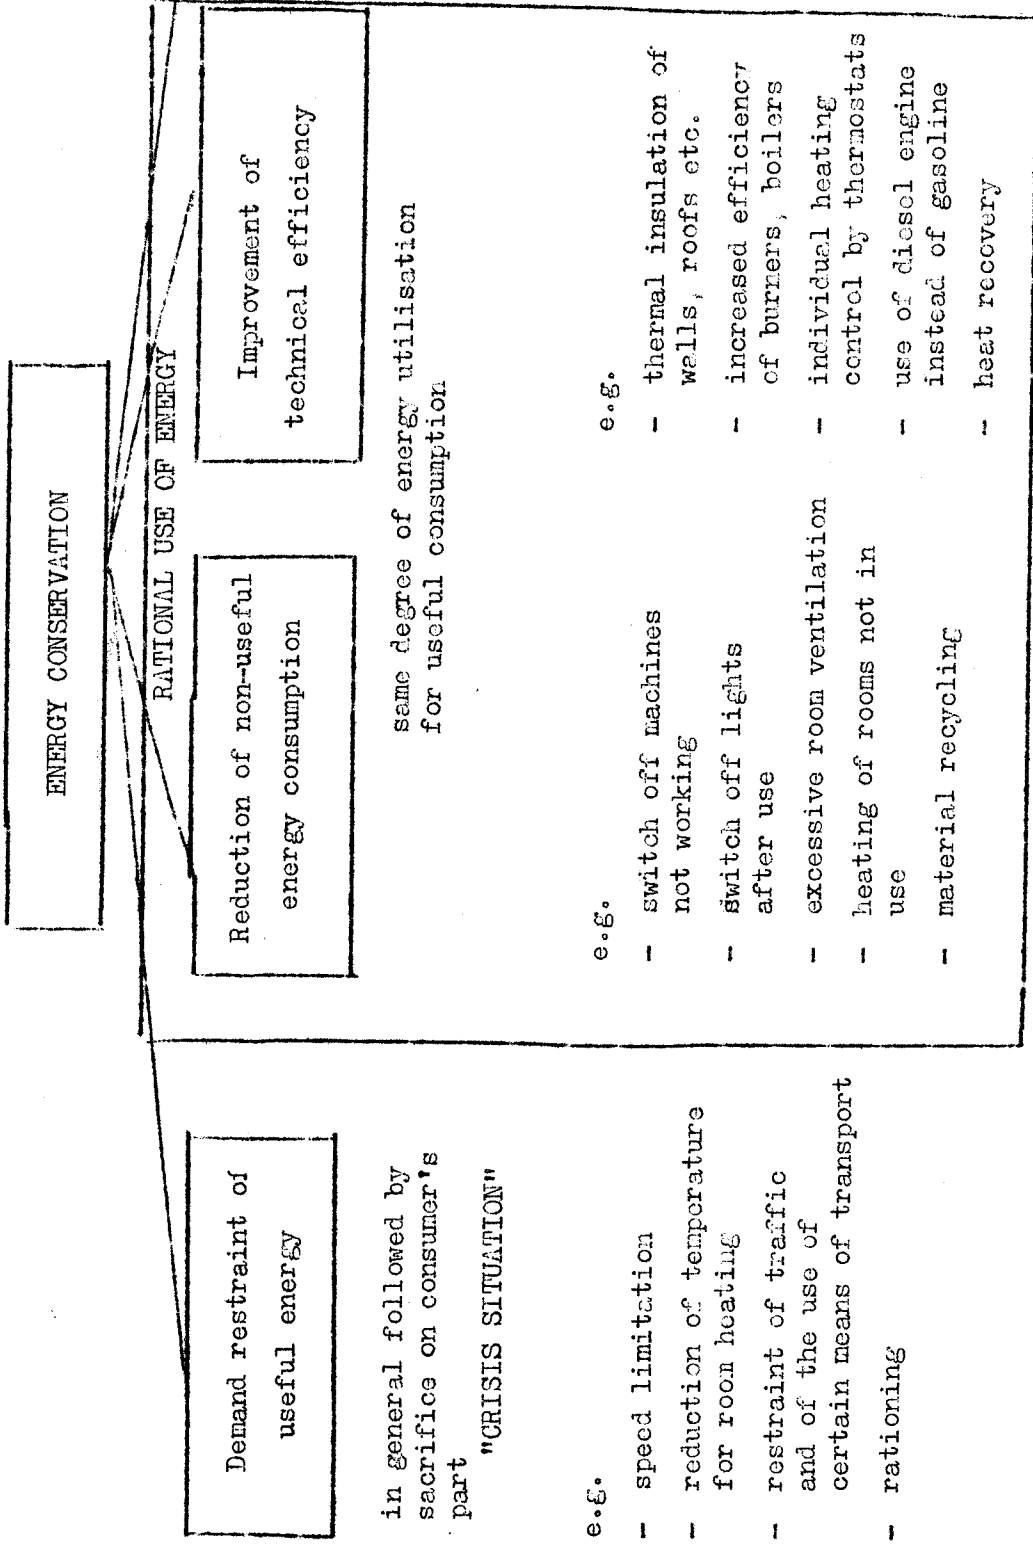 ENERGY CONSERVATION
RATIONAL USE OF ENERGY
Demand restraint of
useful energy
in general followed by
sacrifice on consumer's
part
"CRISIS SITUATION"
e.g.
- speed limitation
- reduction of temperature
for room heating
- restraint of traffic
and of the use of
certain means of transport
- rationing
Reduction of non-useful
energy consumption
Improvement of
technical efficiency
same degree of energy utilisation
for useful consumption
e.g.
- switch off machines
not working
- switch off lights
after use
- excessive room ventilation
- heating of rooms not in
use
- material recycling
e.g.
- thermal insulation of
walls, roofs etc.
- increased efficiency
of burners, boilers
- individual heating
control by thermostats
- use of diesel engine
instead of gasoline
- heat recovery